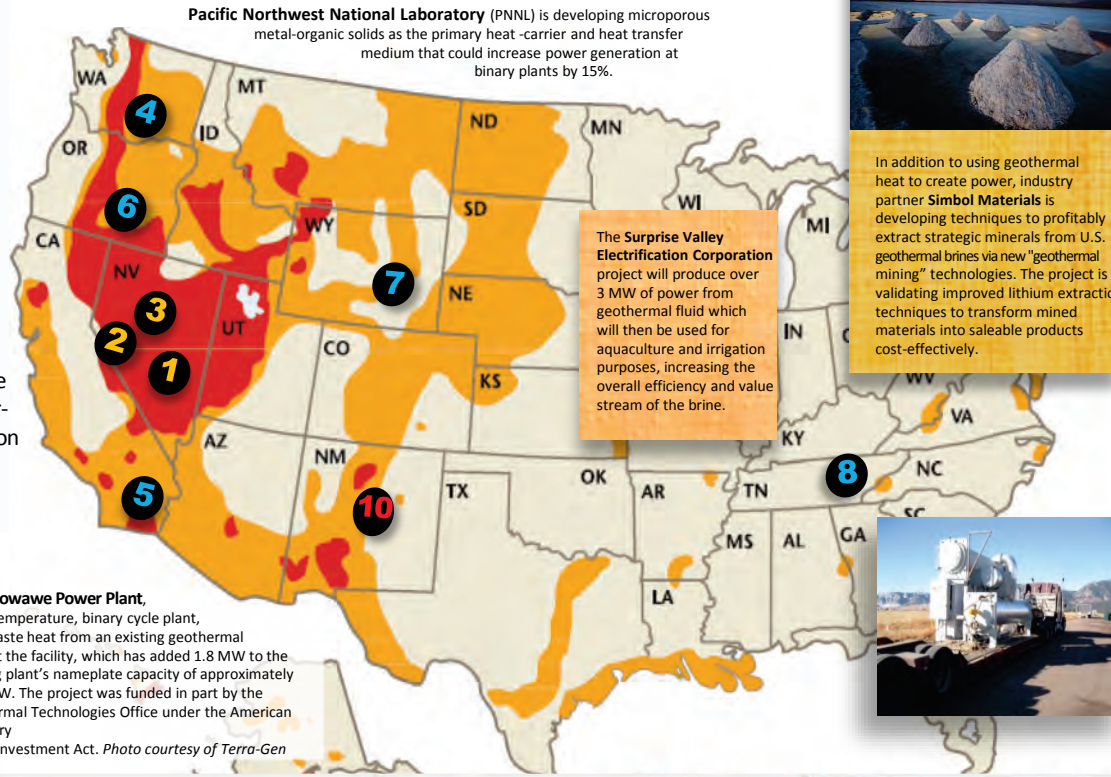 Pacific Northwest National Laboratory (PNNL) is developing microporous
metal-organic solids as the primary heat -carrier and heat transfer
medium that could increase power generation at
binary plants by 15%.
WA
MT
4
ID
ND
MN
OR
6
SD
WI
MI
WY
CA
NV
7
3
NE
UT
2
CO
1
IN
KS
WV
VA
AZ
KY
NM
OK
8
NC
5
10
TX
AR
TN
SC
MS
AL
GA
LA
The Surprise Valley
Electrification Corporation
project will produce over
3 MW of power from
geothermal fluid which
will then be used for
aquaculture and irrigation
purposes, increasing the
overall efficiency and value
stream of the brine.
In addition to using geothermal
heat to create power, industry
partner Simbol Materials is
developing techniques to profitably
extract strategic minerals from U.S.
geothermal brines via new "geothermal
mining” technologies. The project is
validating improved lithium extractio
techniques to transform mined
materials into saleable products
cost-effectively.
e
r-
on
owawe Power Plant,
emperature, binary cycle plant,
aste heat from an existing geothermal
t the facility, which has added 1.8 MW to the
g plant’s nameplate capacity of approximately
W. The project was funded in part by the
rmal Technologies Office under the American
ry
nvestment Act. Photo courtesy of Terra-Gen